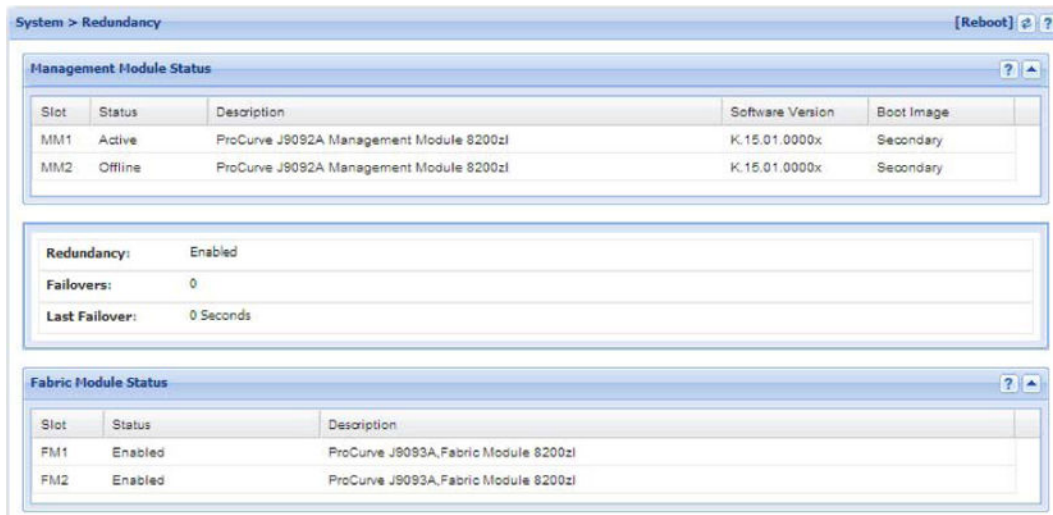 System > Redundancy [Reboot] ?
Management Module Status ?
Slot Status Description Software Version Boot Image
MM1 Active ProCurve J9092A Management Module 8200zl K.15.01.0000x Secondary
MM2 Offline ProCurve J9092A Management Module 8200zl K.15.01.0000x Secondary
Redundancy: Enabled
Failovers: 0
Last Failover: 0 Seconds
Fabric Module Status ?
Slot Status Description
FM1 Enabled ProCurve J9093A,Fabric Module 8200zl
FM2 Enabled ProCurve J9093A,Fabric Module 8200zl